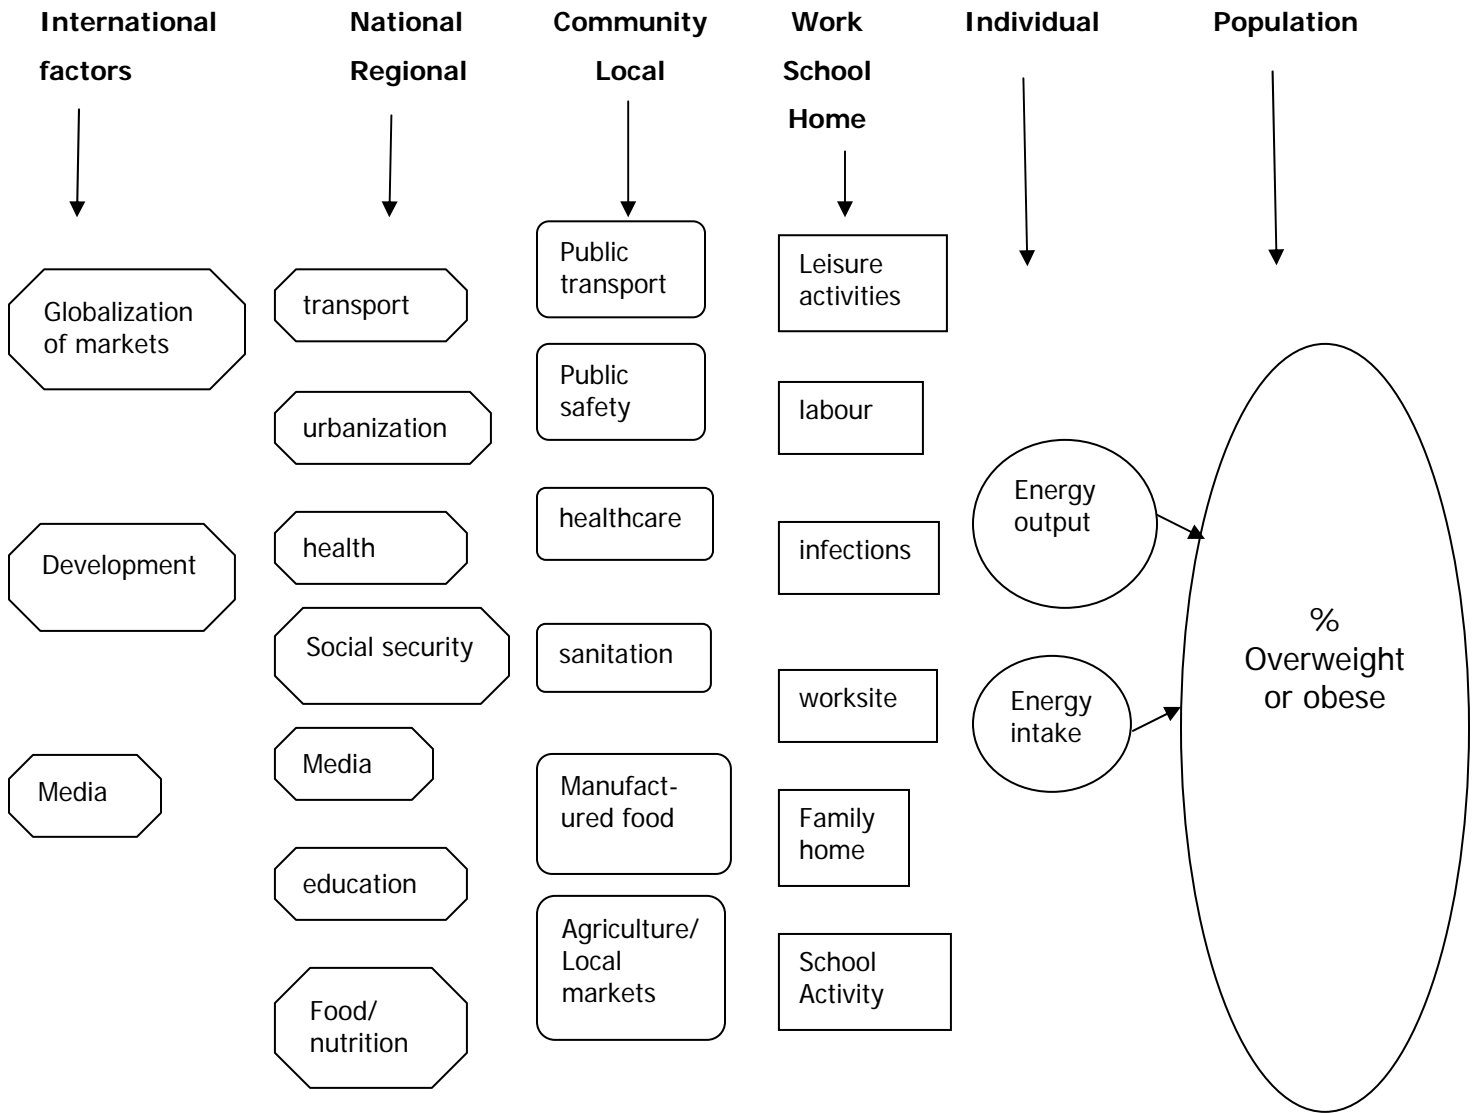 International
factors
National
Regional
Community
Local
Work
School
Home
Individual
Population
Globalization
of markets
Development
Media
transport
urbanization
health
Social security
Media
education
Food/
nutrition
Public
transport
Public
safety
healthcare
sanitation
Manufact-
ured food
Agriculture/
Local
markets
Leisure
activities
labour
infections
worksite
Family
home
School
Activity
Energy
output
Energy
intake
%
Overweight
or obese